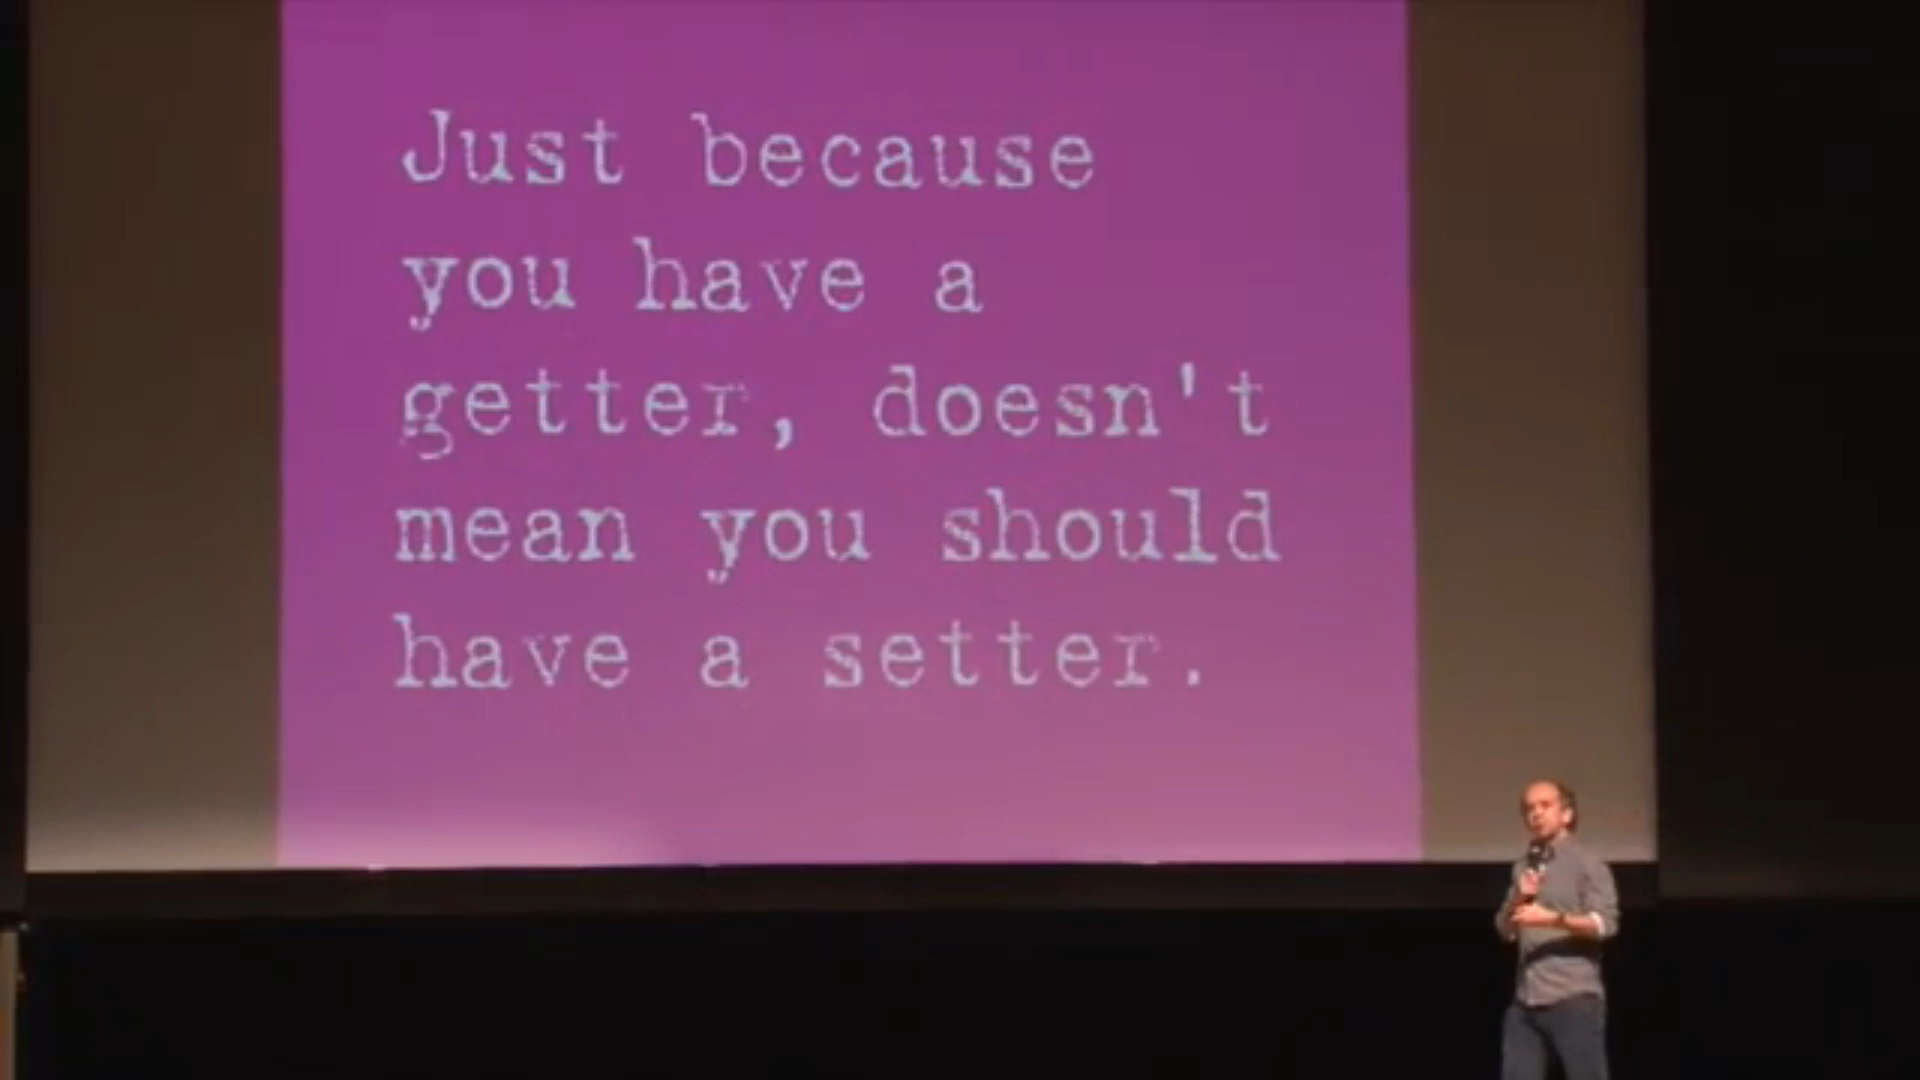 Just because
you have a
getter, doesn't
mean you should
have a setter.